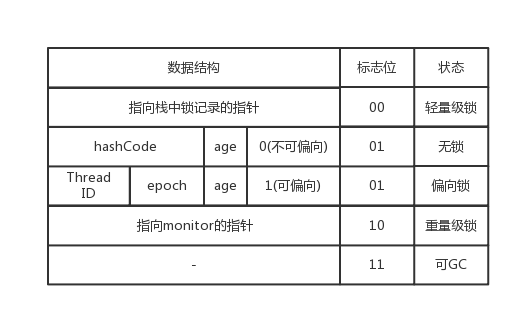 数据结构 标志位 状态
指向栈中锁记录的指针 00 轻量级锁
hashCode age 0(不可偏向) 01 无锁
Thread ID epoch age 1(可偏向) 01 偏向锁
指向monitor的指针 10 重量级锁
- 11 可GC